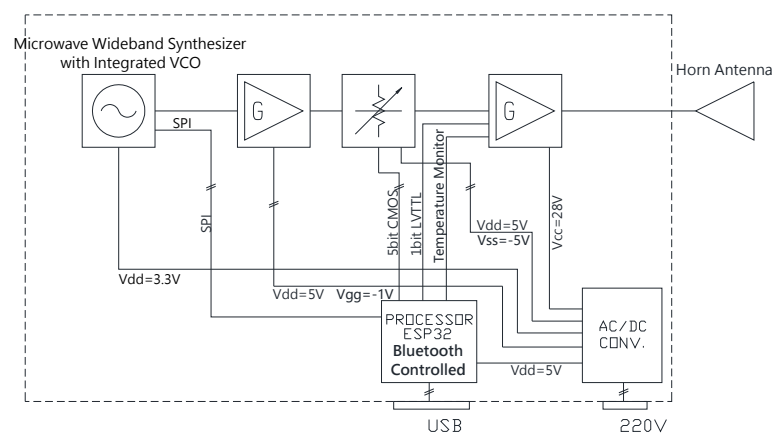 Microwave Wideband Synthesizer
with Integrated VCO
Horn Antenna
G
G
SPI
SPI
5bit CMOS
1bit LVTTL
Temperature Monitor
Vdd=5V
Vss=-5V
Vcc=28V
Vdd=3.3V
Vdd=5V Vgg=-1V
PROCESSOR
ESP32
Bluetooth
Controlled
AC/DC
CONV.
Vdd=5V
USB
220V